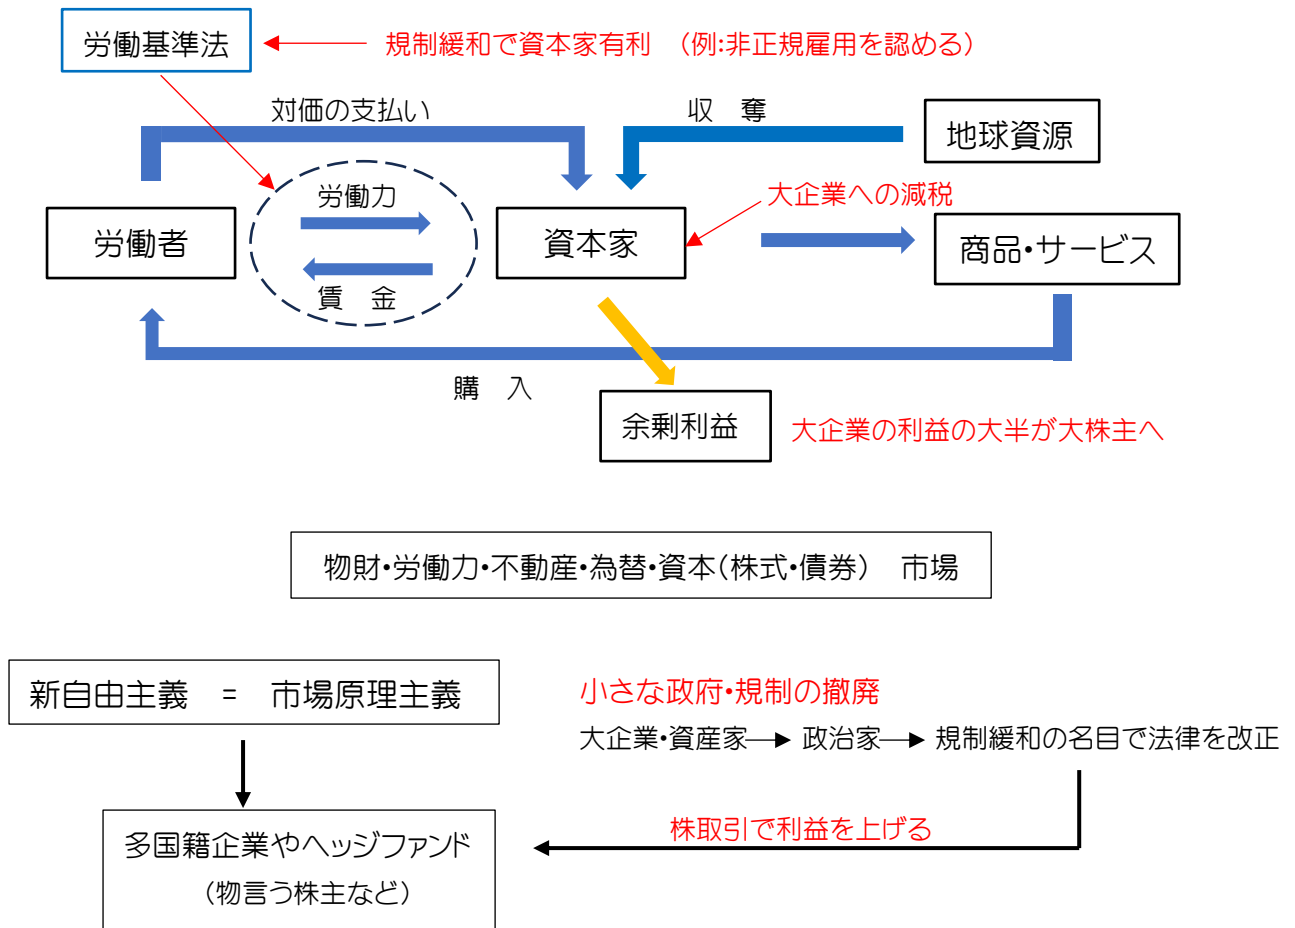 労働基準法
規制緩和で資本家有利 (例:非正規雇用を認める)
対価の支払い
収 奪
地球資源
労働力
大企業への減税
労働者
資本家
商品・サービス
賃 金
購 入
余剰利益
大企業の利益の大半が大株主へ
物財・労働力・不動産・為替・資本(株式・債券) 市場
新自由主義 = 市場原理主義
小さな政府・規制の撤廃
大企業・資産家→政治家→規制緩和の名目で法律を改正
株取引で利益を上げる
多国籍企業やヘッジファンド
(物言う株主など)